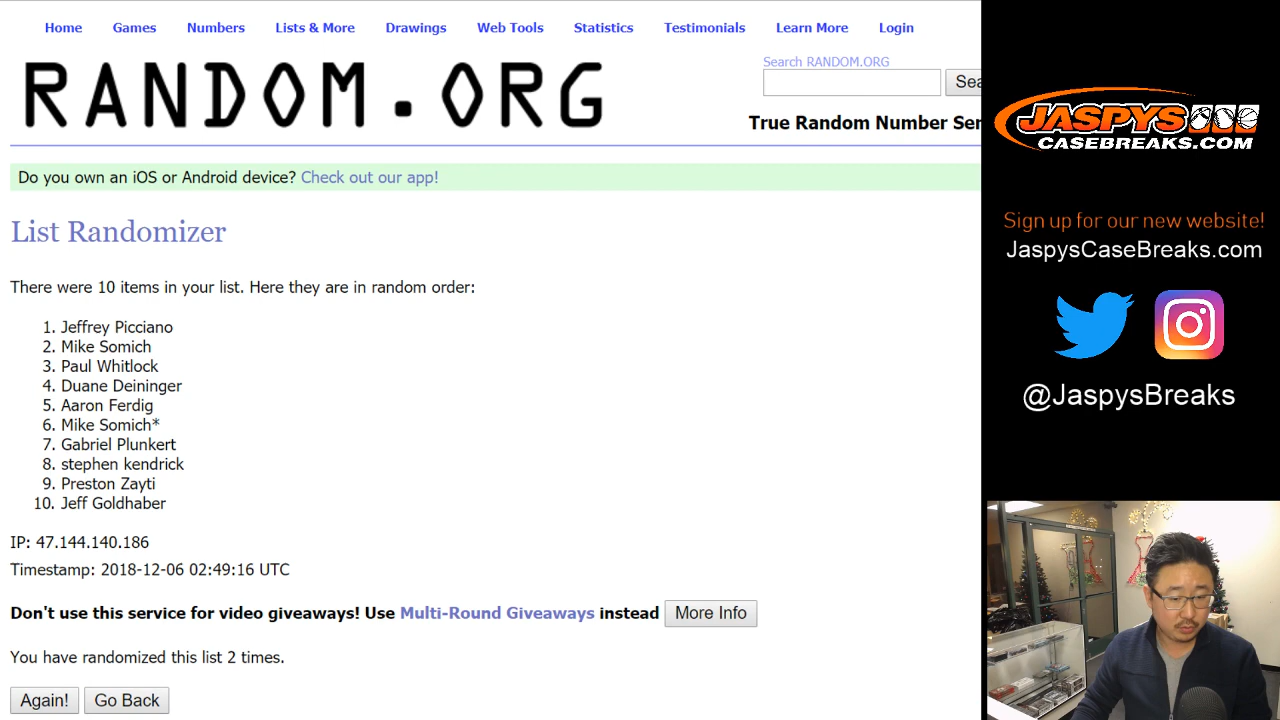 Home Games Numbers Lists & More Drawings Web Tools Statistics Testimonials Learn More Login
RANDOM.ORG
Search RANDOM.ORG
Sea
True Random Number Ser
Do you own an iOS or Android device? Check out our app!
List Randomizer
There were 10 items in your list. Here they are in random order:
1. Jeffrey Picciano
2. Mike Somich
3. Paul Whitlock
4. Duane Deininger
5. Aaron Ferdig
6. Mike Somich*
7. Gabriel Plunkert
8. stephen kendrick
9. Preston Zayti
10. Jeff Goldhaber
IP: 47.144.140.186
Timestamp: 2018-12-06 02:49:16 UTC
Don't use this service for video giveaways! Use Multi-Round Giveaways instead More Info
You have randomized this list 2 times.
Again! Go Back
JASPYS
CASEBREAKS.COM
Sign up for our new website!
JaspysCaseBreaks.com
@JaspysBreaks